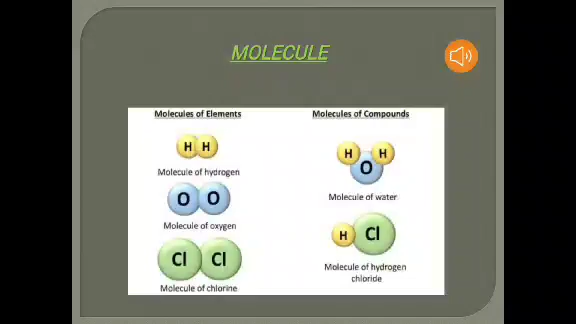 MOLECULE
Molecules of Elements
H H
Molecule of hydrogen
O O
Molecule of oxygen
Cl Cl
Molecule of chlorine
Molecules of Compounds
H H
O
Molecule of water
H Cl
Molecule of hydrogen
chloride